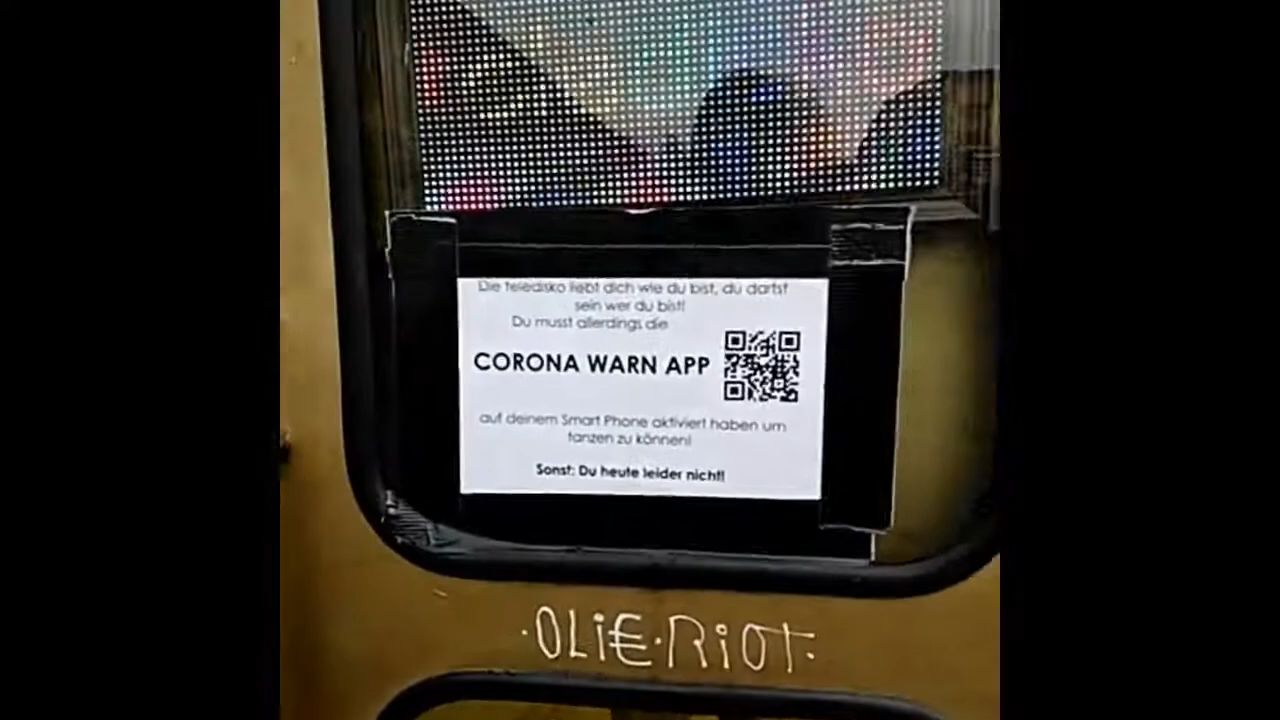 Die teledisko liebt dich wie du bist, du darfst
sein wer du bist!
Du musst allerdings die
CORONA WARN APP
auf deinem Smart Phone aktiviert haben um
tanzen zu können!
Sonst: Du heute leider nicht!
·OLi€·RiOT·